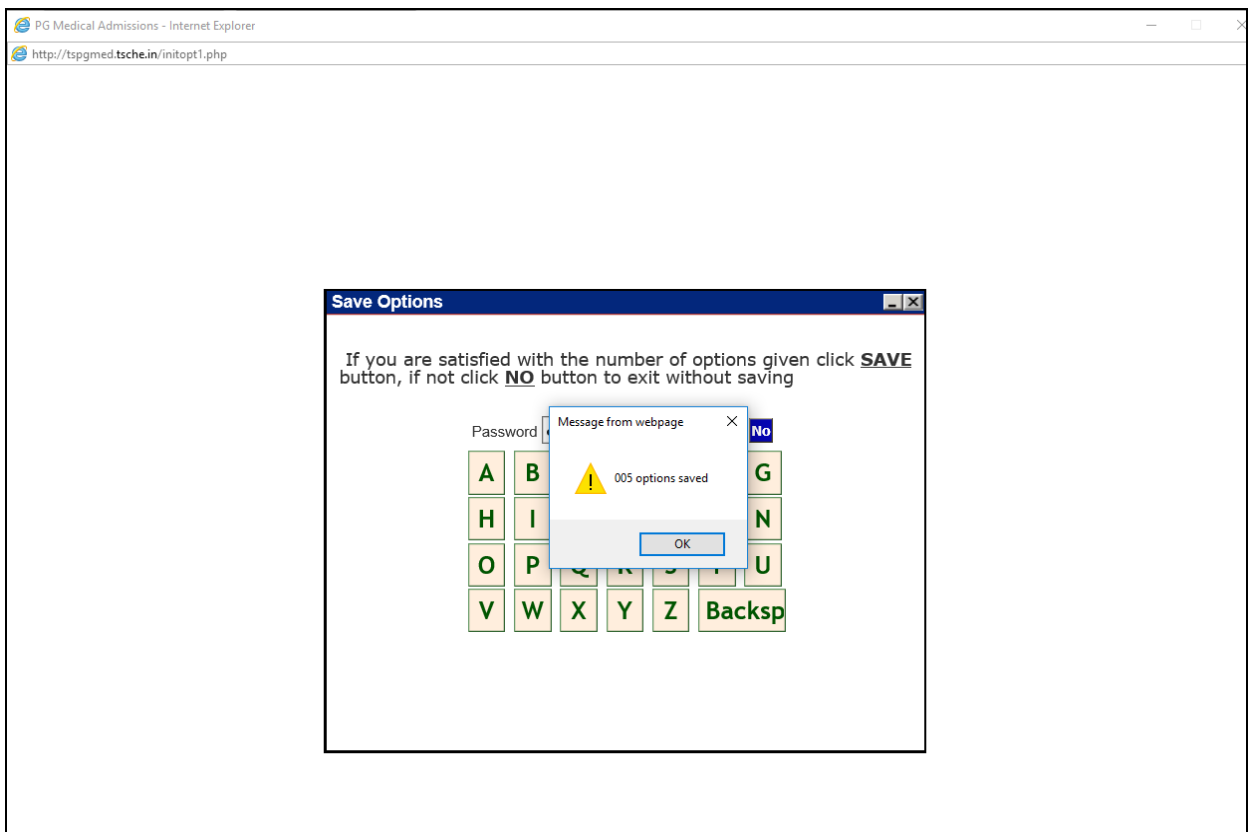 PG Medical Admissions - Internet Explorer
http://tspgmed.tsche.in/initopt1.php
Save Options
If you are satisfied with the number of options given click SAVE
button, if not click NO button to exit without saving
Password No
Message from webpage
005 options saved
OK
A B G
H I N
O P Q R S T U
V W X Y Z Backsp